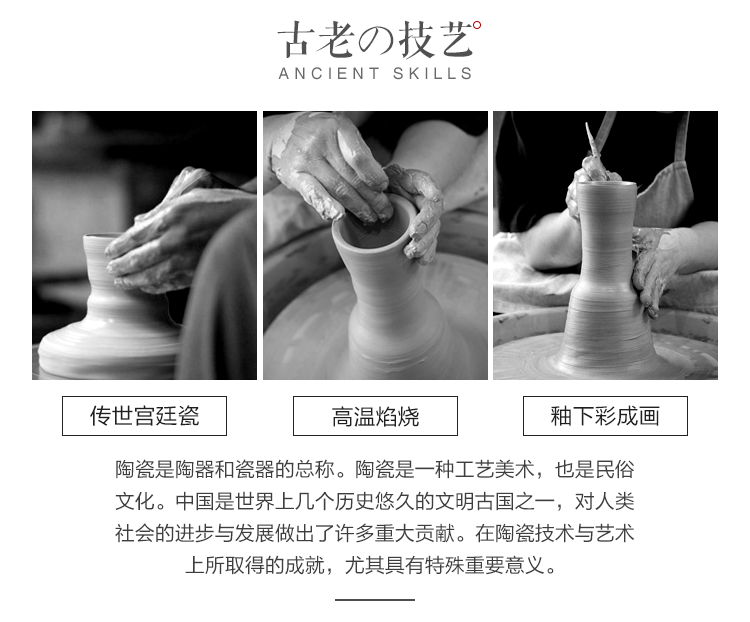 古老の技艺
ANCIENT SKILLS
传世宫廷瓷
高温焰烧
釉下彩成画
陶瓷是陶器和瓷器的总称。陶瓷是一种工艺美术，也是民俗
文化。中国是世界上几个历史悠久的文明古国之一，对人类
社会的进步与发展做出了许多重大贡献。在陶瓷技术与艺术
上所取得的成就，尤其具有特殊重要意义。